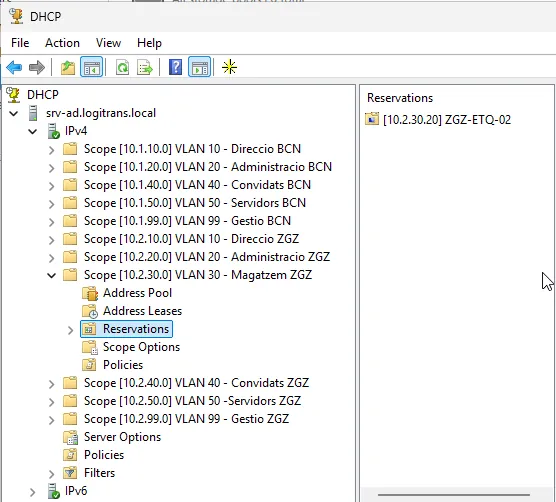 DHCP
File Action View Help
DHCP
srv-ad.logitrans.local
IPv4
Scope [10.1.10.0] VLAN 10 - Direccio BCN
Scope [10.1.20.0] VLAN 20 - Administracio BCN
Scope [10.1.40.0] VLAN 40 - Convidats BCN
Scope [10.1.50.0] VLAN 50 - Servidors BCN
Scope [10.1.99.0] VLAN 99 - Gestio BCN
Scope [10.2.10.0] VLAN 10 - Direccio ZGZ
Scope [10.2.20.0] VLAN 20 - Administracio ZGZ
Scope [10.2.30.0] VLAN 30 - Magatzem ZGZ
Address Pool
Address Leases
Reservations
Scope Options
Policies
Scope [10.2.40.0] VLAN 40 - Convidats ZGZ
Scope [10.2.50.0] VLAN 50 -Servidors ZGZ
Scope [10.2.99.0] VLAN 99 - Gestio ZGZ
Server Options
Policies
Filters
IPv6
Reservations
[10.2.30.20] ZGZ-ETQ-02